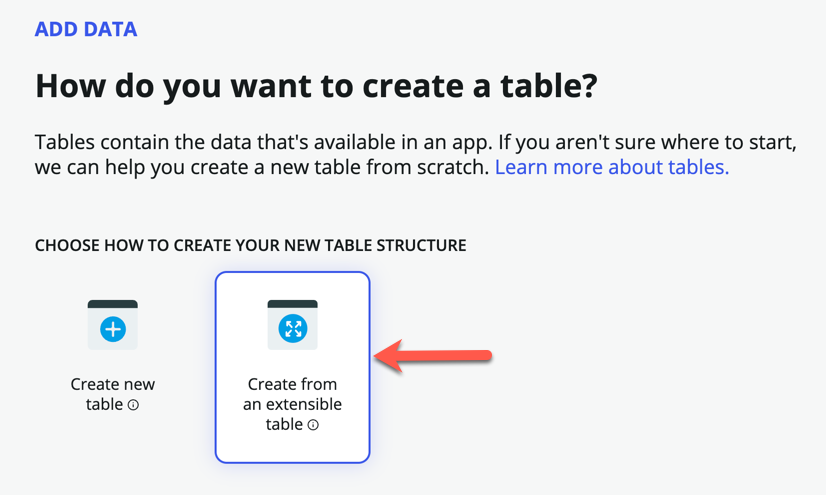 ADD DATA
How do you want to create a table?
Tables contain the data that's available in an app. If you aren't sure where to start,
we can help you create a new table from scratch. Learn more about tables.
CHOOSE HOW TO CREATE YOUR NEW TABLE STRUCTURE
Create new
table
Create from
an extensible
table